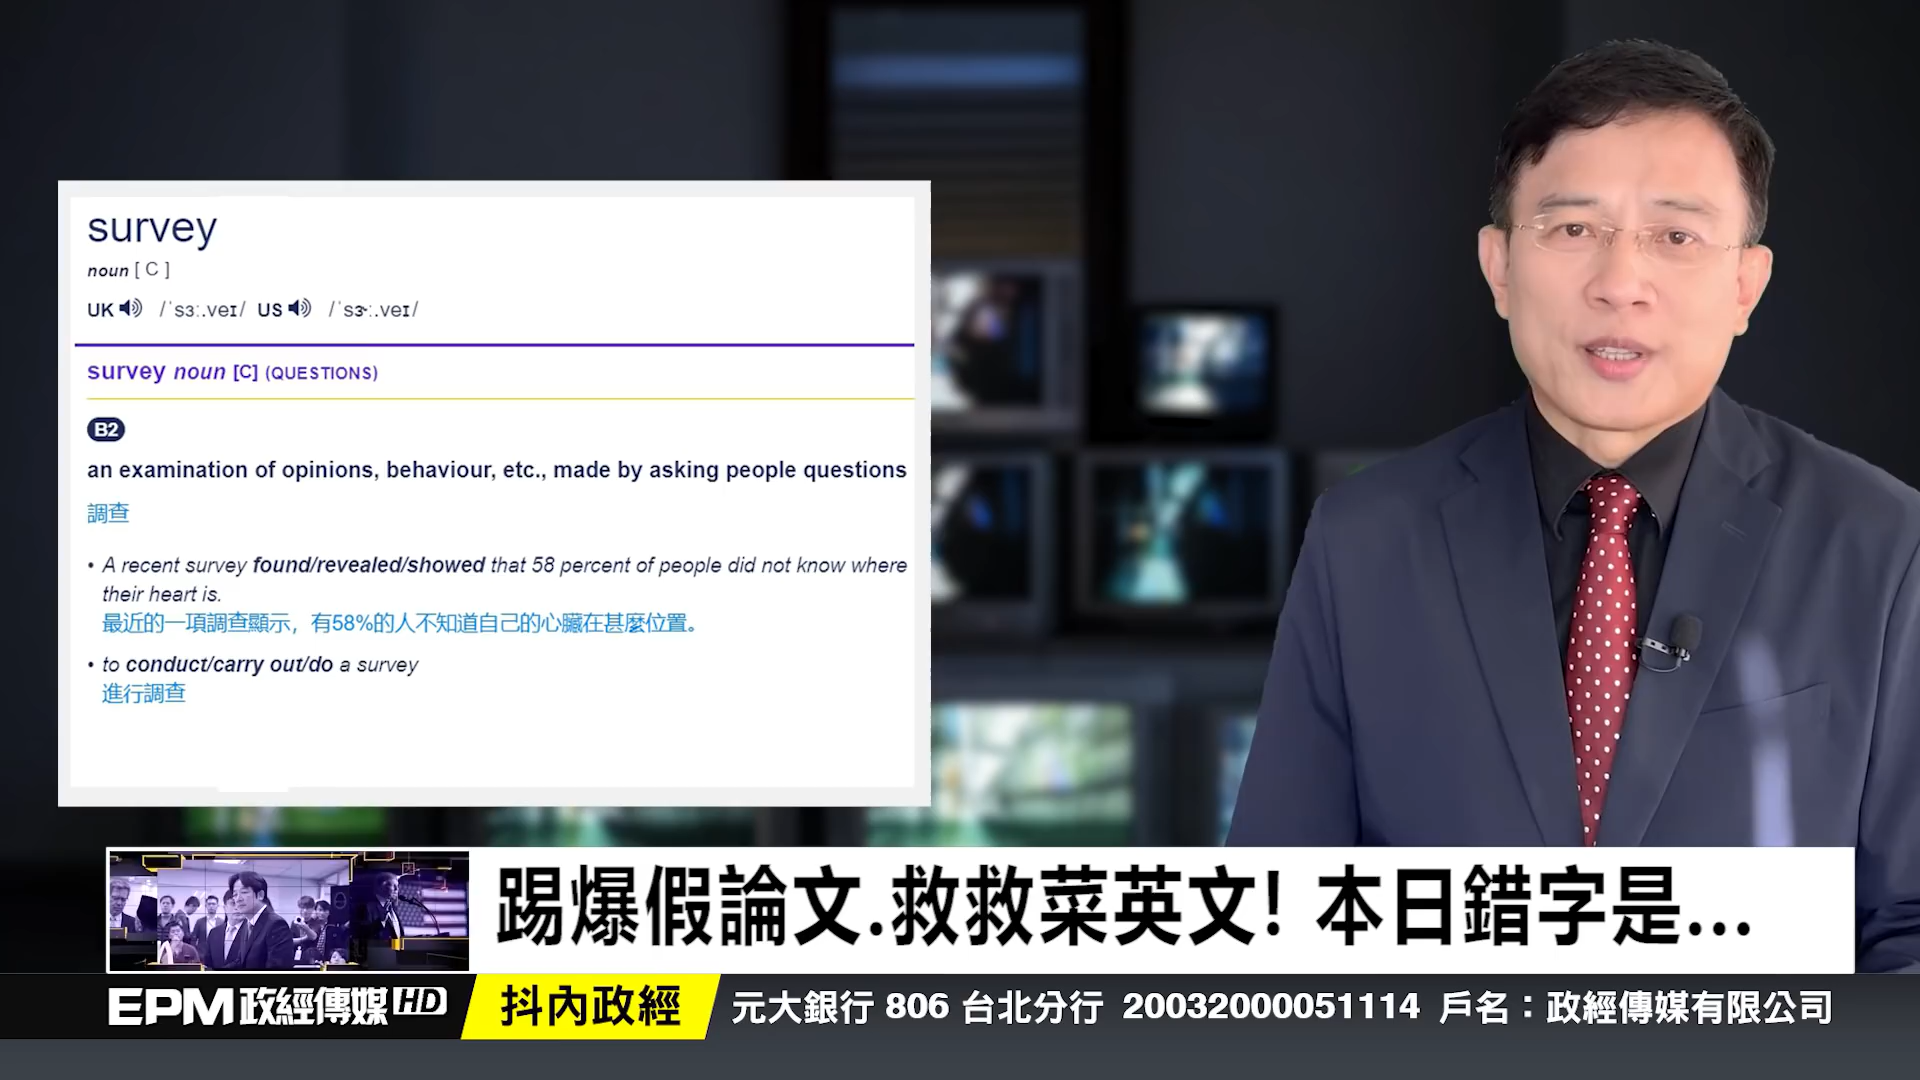 survey
noun [ C ]
UK /ˈsɜː.veɪ/ US /ˈsɝː.veɪ/
survey noun [C] (QUESTIONS)
B2
an examination of opinions, behaviour, etc., made by asking people questions
調查
• A recent survey found/revealed/showed that 58 percent of people did not know where
their heart is.
最近的一項調查顯示，有58%的人不知道自己的心臟在甚麼位置。
• to conduct/carry out/do a survey
進行調查
踢爆假論文.救救菜英文! 本日錯字是...
EPM政經傳媒HD 抖內政經 元大銀行 806 台北分行 20032000051114 戶名：政經傳媒有限公司